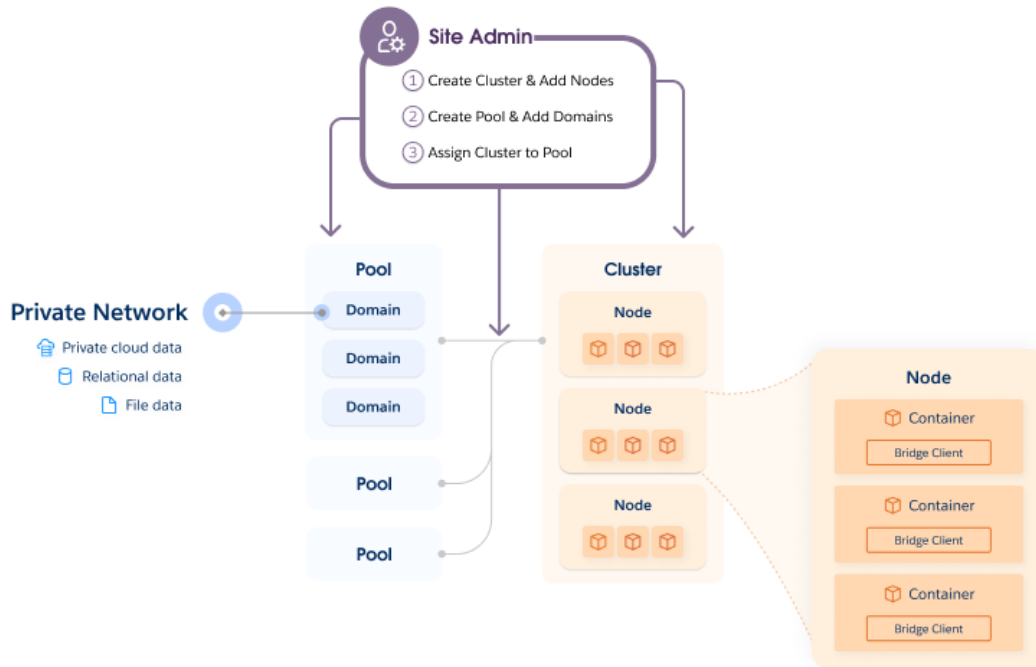 Site Admin
1 Create Cluster & Add Nodes
2 Create Pool & Add Domains
3 Assign Cluster to Pool
Private Network
Private cloud data
Relational data
File data
Pool
Domain
Domain
Domain
Pool
Pool
Cluster
Node
Node
Node
Node
Container
Bridge Client
Container
Bridge Client
Container
Bridge Client